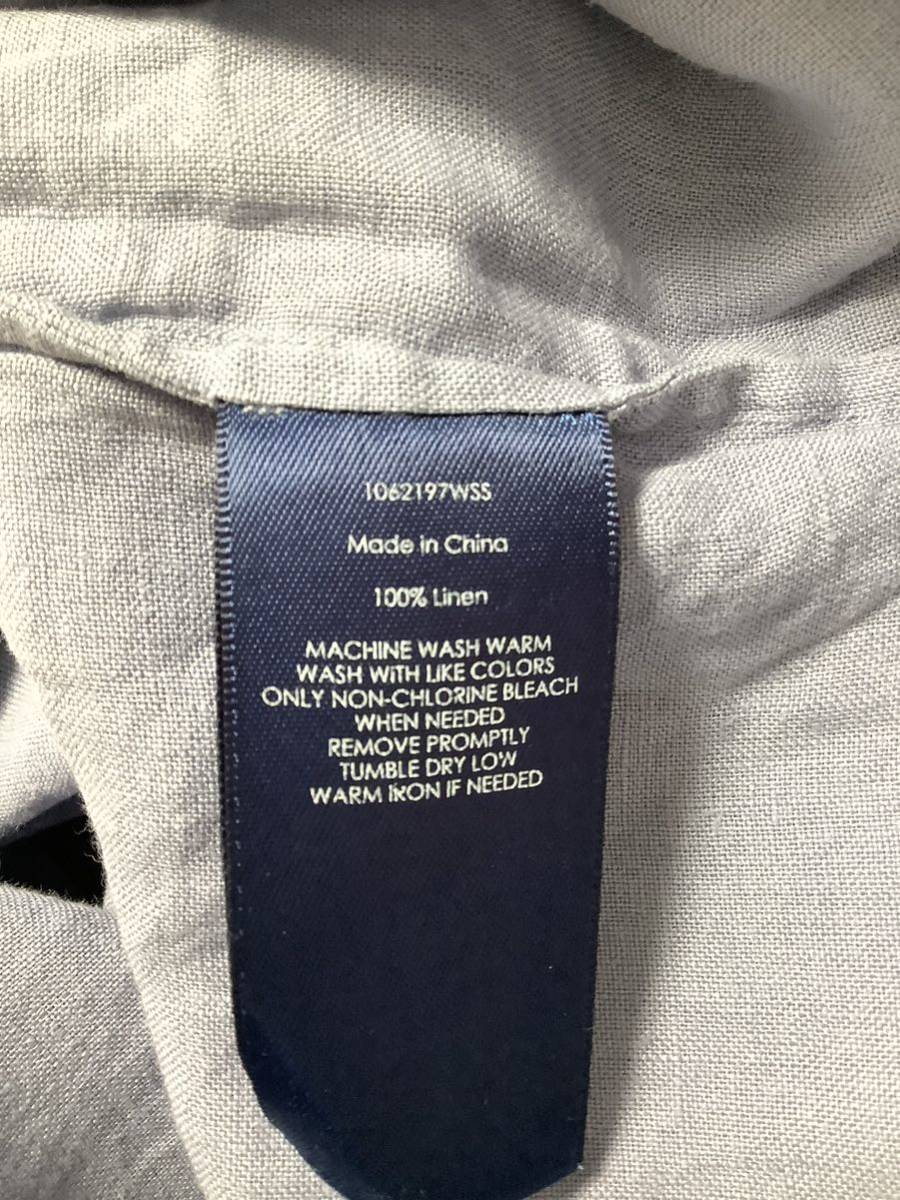 1062197WSS
Made in China
100% Linen
MACHINE WASH WARM
WASH WITH LIKE COLORS
ONLY NON-CHLORINE BLEACH
WHEN NEEDED
REMOVE PROMPTLY
TUMBLE DRY LOW
WARM IRON IF NEEDED